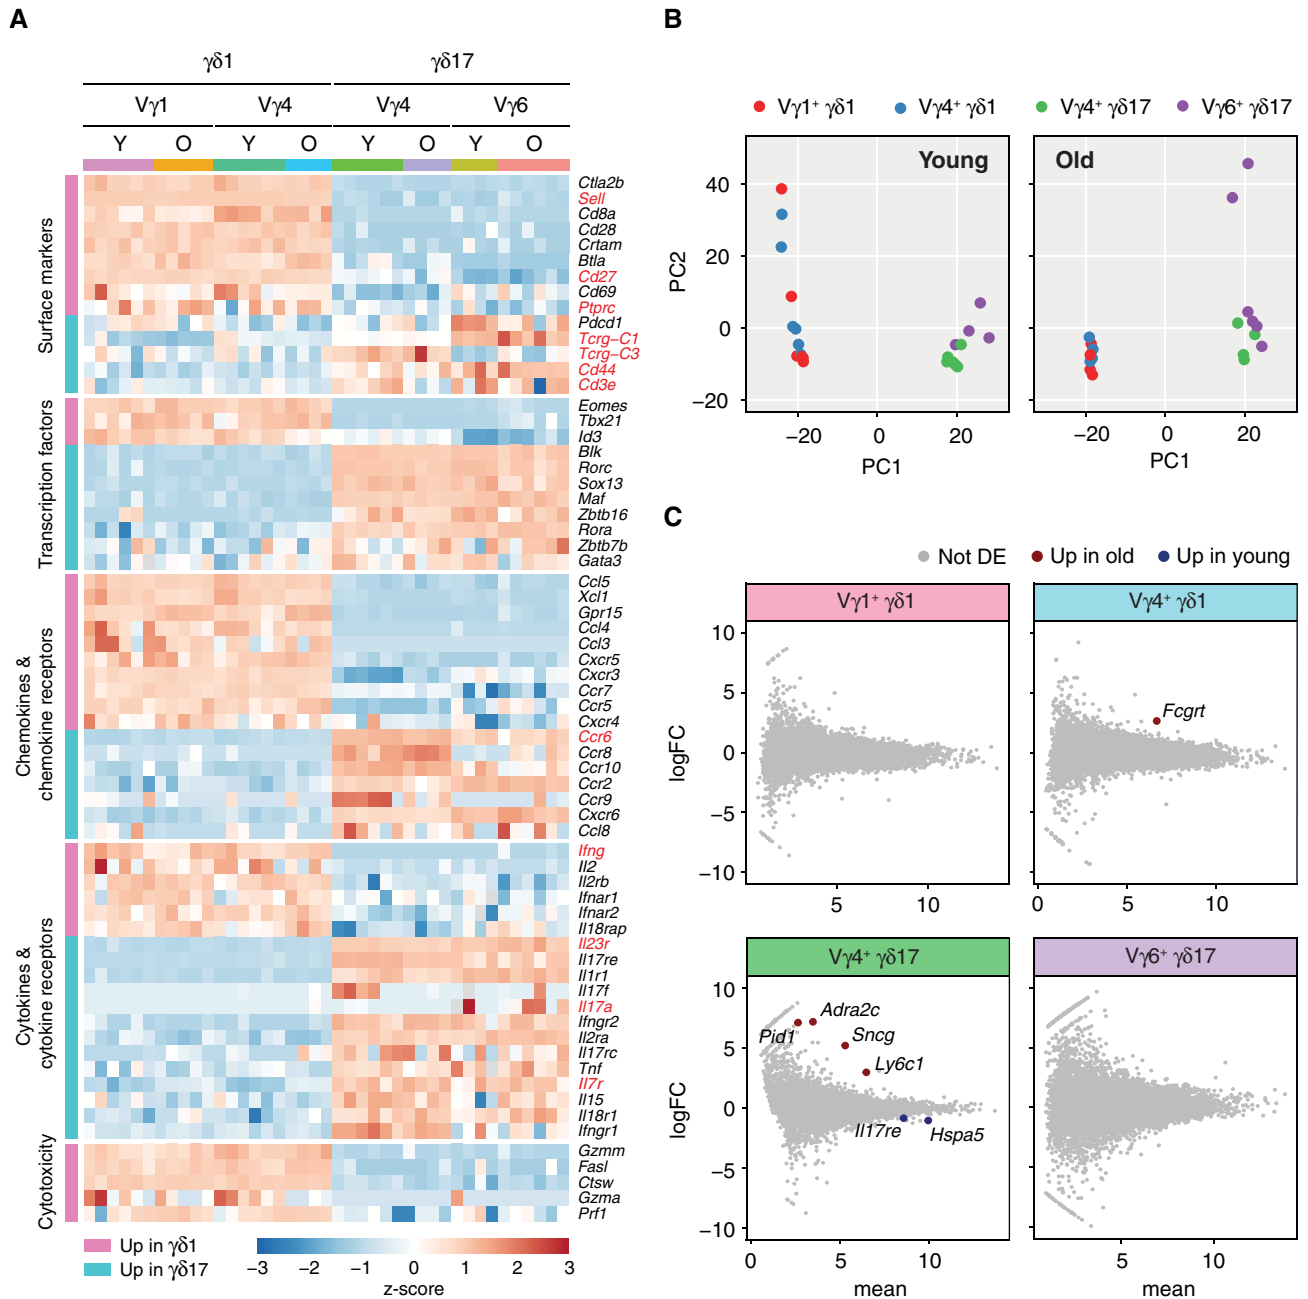 A
γδ1
γδ17
Vγ1
Vγ4
Vγ4
Vγ6
Y
O
Y
O
Y
O
Y
O
Surface markers
Ctla2b
Sell
Cd8a
Cd28
Crtam
Btla
Cd27
Cd69
Ptprc
Pdcd1
Tcrg−C1
Tcrg−C3
Cd44
Cd3e
Transcription factors
Eomes
Tbx21
Id3
Blk
Rorc
Sox13
Maf
Zbtb16
Rora
Zbtb7b
Gata3
Chemokines &
chemokine receptors
Ccl5
Xcl1
Gpr15
Ccl4
Ccl3
Cxcr5
Cxcr3
Ccr7
Ccr5
Cxcr4
Ccr6
Ccr8
Ccr10
Ccr2
Ccr9
Cxcr6
Ccl8
Cytokines &
cytokine receptors
Ifng
Il2
Il2rb
Ifnar1
Ifnar2
Il18rap
Il23r
Il17re
Il1r1
Il17f
Il17a
Ifngr2
Il2ra
Il17rc
Tnf
Il7r
Il15
Il18r1
Ifngr1
Cytotoxicity
Gzmm
Fasl
Ctsw
Gzma
Prf1
Up in γδ1
Up in γδ17
−3
−2
−1
0
1
2
3
z-score
B
Vγ1+ γδ1
Vγ4+ γδ1
Vγ4+ γδ17
Vγ6+ γδ17
Young
Old
PC2
40
20
0
−20
−20
0
20
PC1
−20
0
20
PC1
C
Not DE
Up in old
Up in young
Vγ1+ γδ1
Vγ4+ γδ1
logFC
10
5
0
−5
−10
Fcgrt
5
10
0
5
10
Vγ4+ γδ17
Vγ6+ γδ17
logFC
10
5
0
−5
−10
Adra2c
Pid1
Sncg
Ly6c1
Il17re
Hspa5
0
5
10
mean
5
10
mean